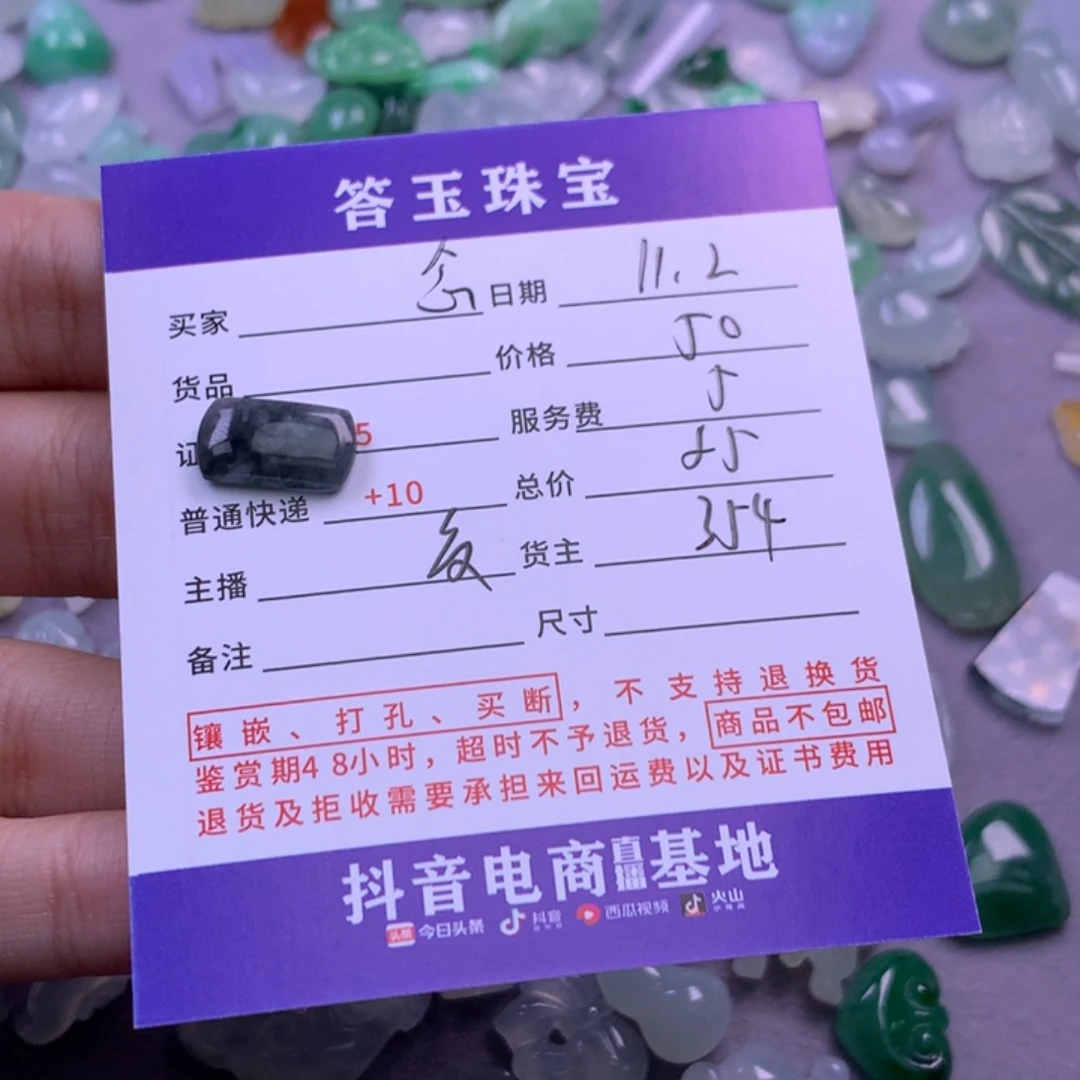 答玉珠宝
买家 日期 11.2
货品 价格 50
证 5 服务费 5
普通快递 +10 总价 65
主播 货主 354
备注 尺寸
镶嵌、打孔、买断，不支持退换货
鉴赏期48小时，超时不予退货，商品不包邮
退货及拒收需要承担来回运费以及证书费用
抖音电商直播基地
头条 今日头条 抖音 西瓜视频 火山